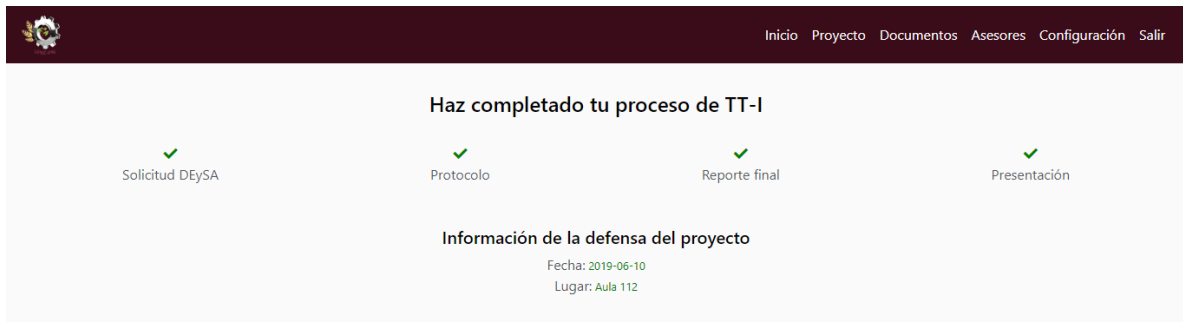 Inicio Proyecto Documentos Asesores Configuración Salir
Haz completado tu proceso de TT-I
Solicitud DEySA Protocolo Reporte final Presentación
Información de la defensa del proyecto
Fecha: 2019-06-10
Lugar: Aula 112